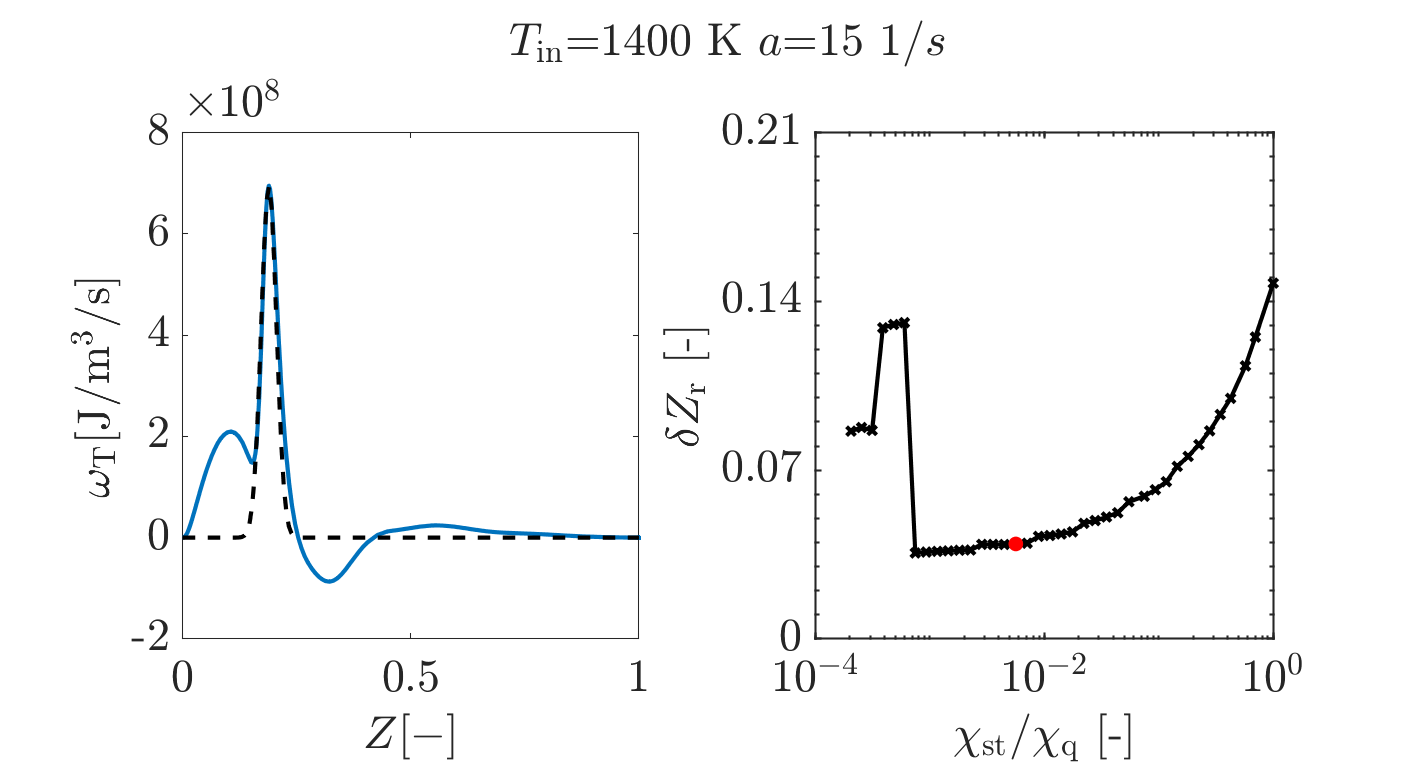 T_in=1400 K a=15 1/s
×10^8
8
6
4
2
0
-2
ω_T[J/m^3/s]
0 0.5 1
Z[−]
0.21
0.14
0.07
0
δZ_r [-]
10^−4 10^−2 10^0
χ_st/χ_q [-]